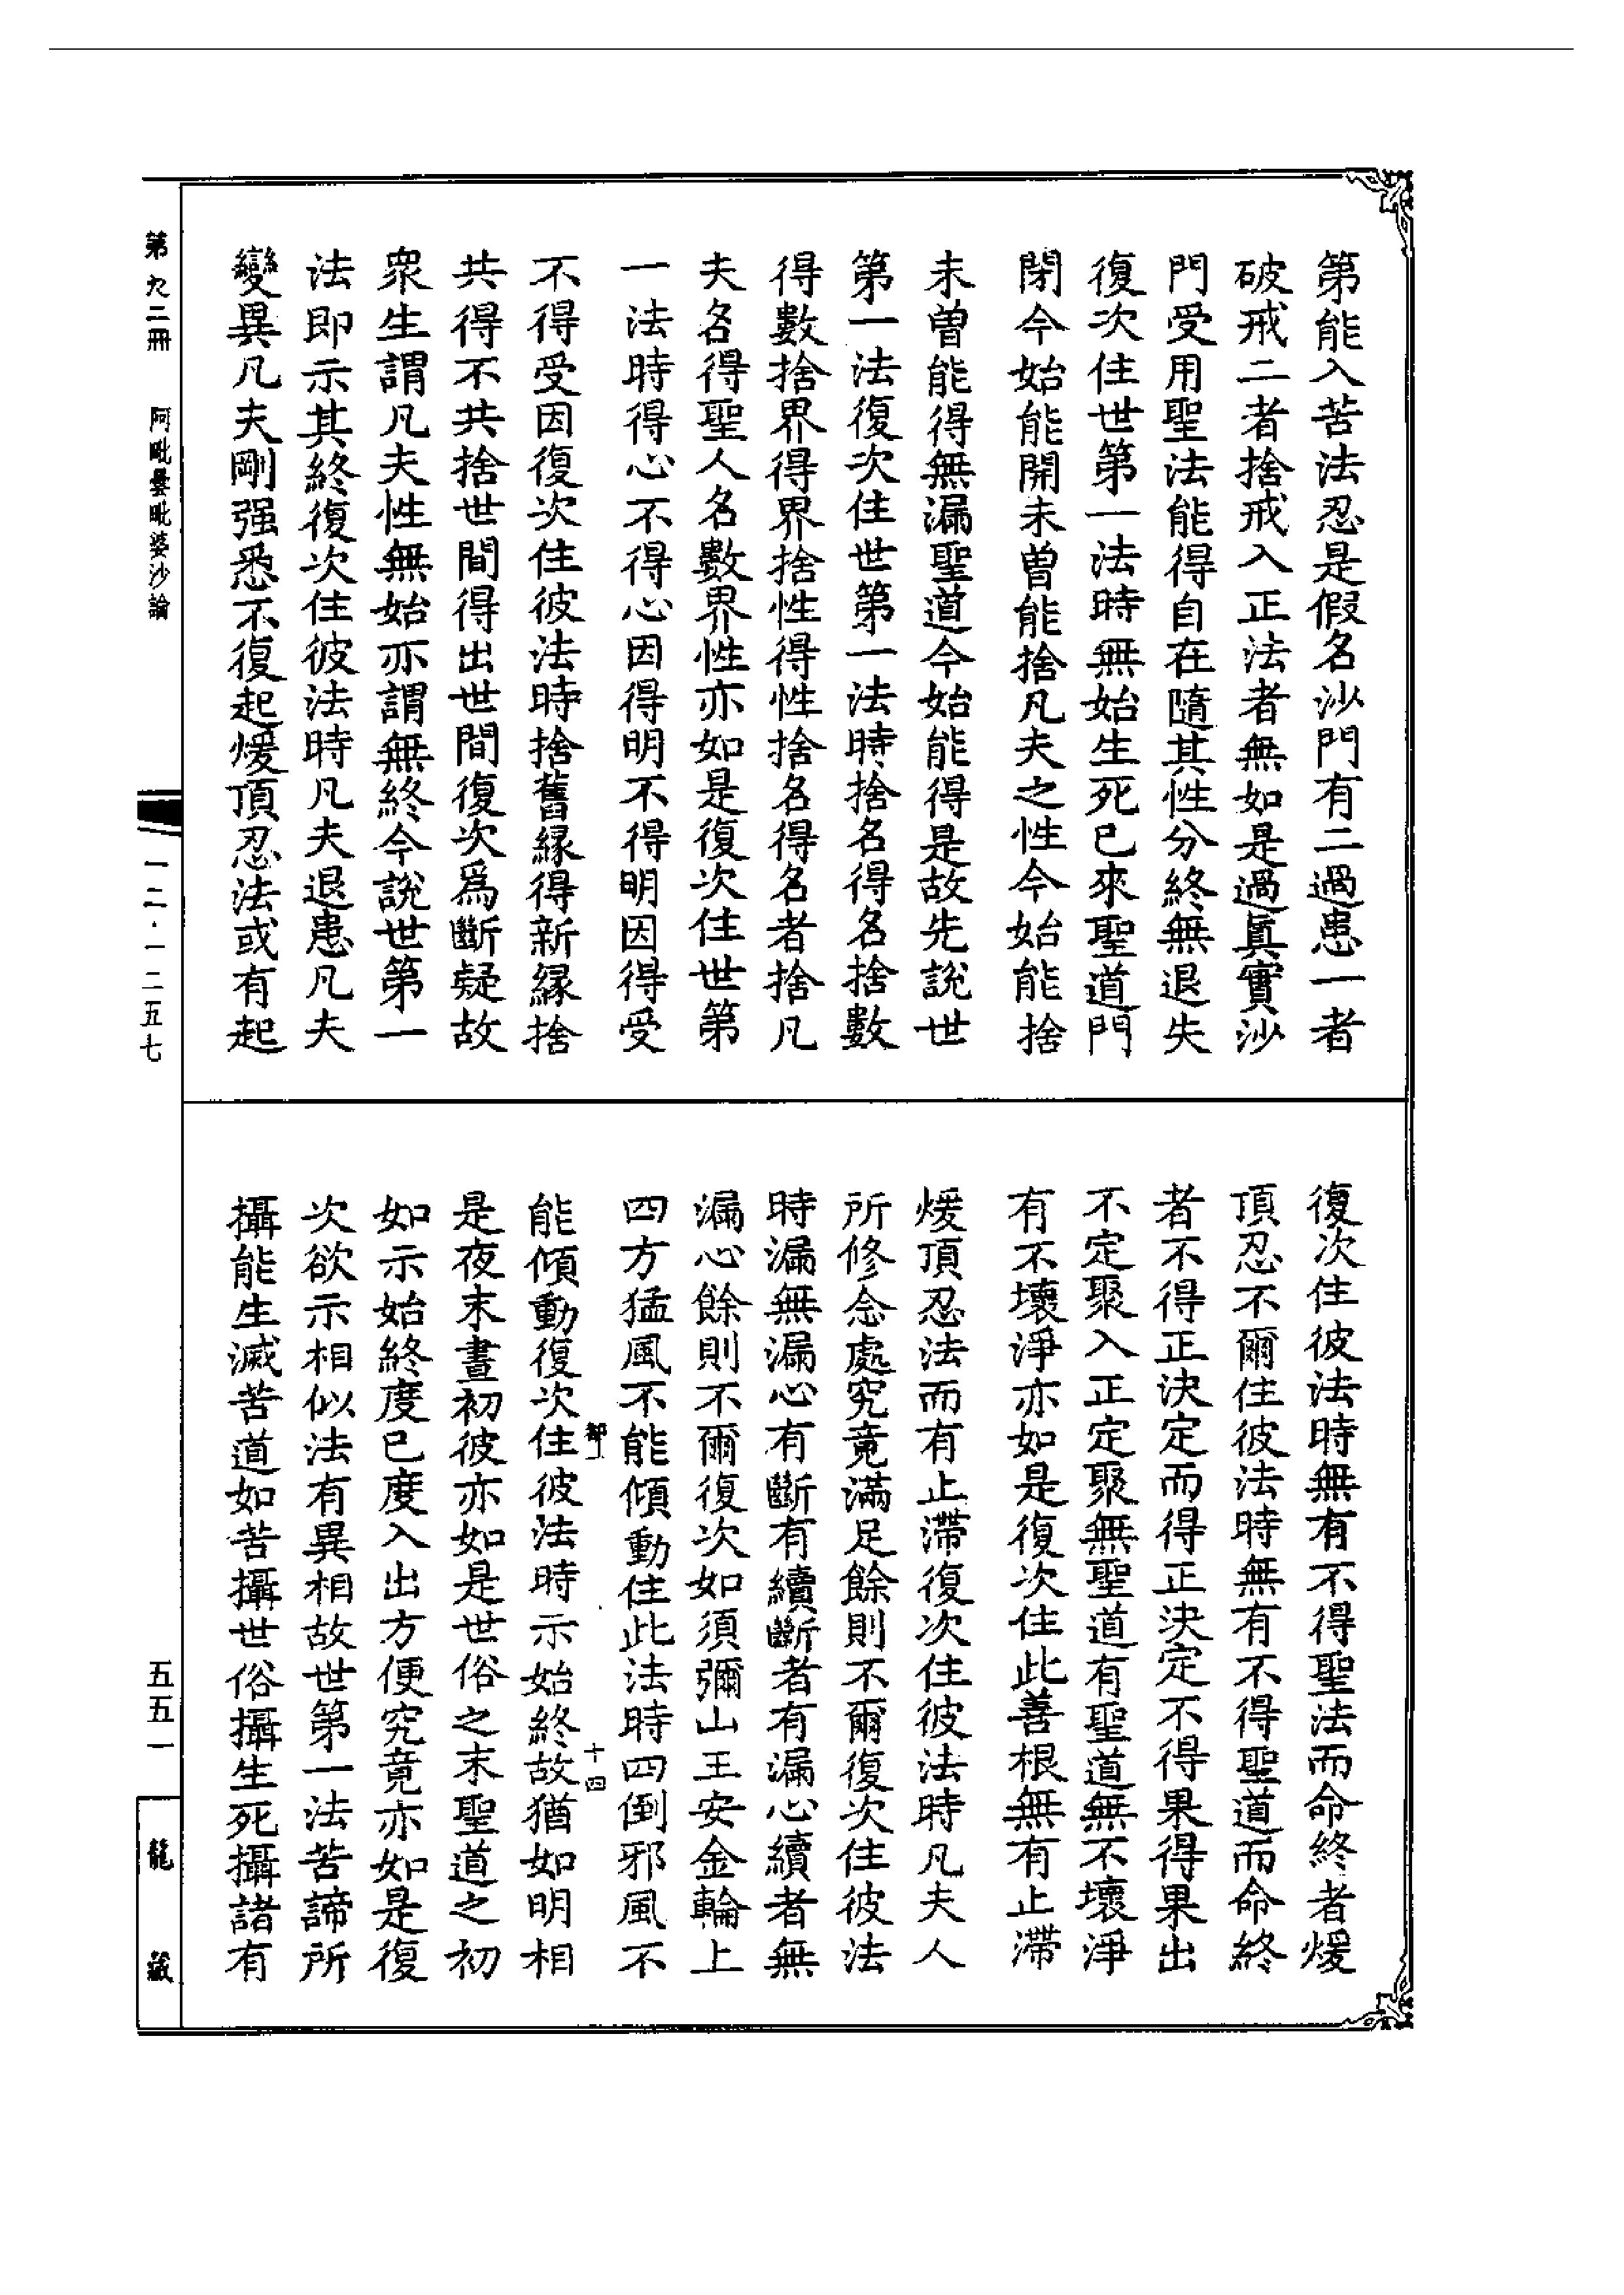 第能入苦法忍是假名沙門有二過患一者
破戒二者捨戒入正法者無如是過眞實沙
門受用聖法能得自在隨其性分終無退失
復次住世第一法時無始生死已來聖道門
閉今始能開未曽能捨凡夫之性今始能捨
未曽能得無漏聖道今始能得是故先說世
第一法復次住世第一法時捨名得名捨數
得數捨界得界捨性得性捨名得名者捨凡
夫名得聖人名數界性亦如是復次住世第
一法時得心不得心因得明不得明因得受
不得受因復次住彼法時捨舊縁得新縁捨
共得不共捨世間得出世間復次爲斷疑故
衆生謂凡夫性無始亦謂無終今說世第一
法即示其終復次住彼法時凡夫退患凡夫
變異凡夫剛强悉不復起煖頂忍法或有起
復次住彼法時無有不得聖法而命終者煖
頂忍不爾住彼法時無有不得聖道而命終
者不得正決定而得正決定不得果得果出
不定聚入正定聚無聖道有聖道無不壞淨
有不壞淨亦如是復次住此善根無有止滯
煖頂忍法而有止滯復次住彼法時凡夫人
所修念處究竟滿足餘則不爾復次住彼法
時漏無漏心有斷有續斷者有漏心續者無
漏心餘則不爾復次如須彌山王安金輪上
四方猛風不能傾動住此法時四倒邪風不
都一 十四
能傾動復次住彼法時示始終故猶如明相
是夜末晝初彼亦如是世俗之末聖道之初
如示始終度已度入出方便究竟亦如是復
次欲示相似法有異相故世第一法苦諦所
攝能生滅苦道如苦攝世俗攝生死攝諸有
第九二冊 阿毗曇毗婆沙論
一二·一二五七
五五一
龍藏